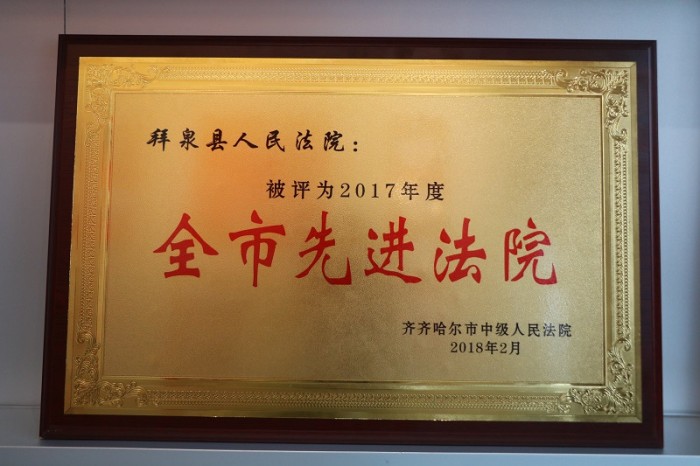 拜泉县人民法院：
被评为2017年度
全市先进法院
齐齐哈尔市中级人民法院
2018年2月